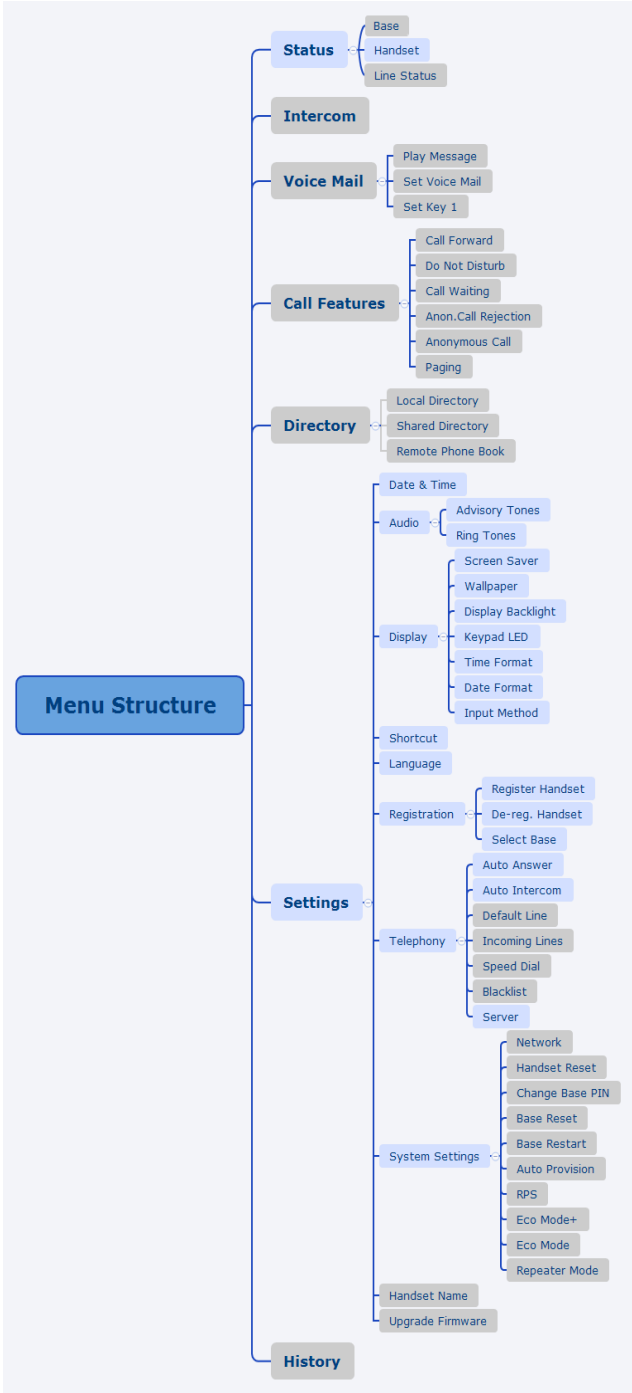 Menu Structure
Status
Base
Handset
Line Status
Intercom
Voice Mail
Play Message
Set Voice Mail
Set Key 1
Call Features
Call Forward
Do Not Disturb
Call Waiting
Anon.Call Rejection
Anonymous Call
Paging
Directory
Local Directory
Shared Directory
Remote Phone Book
Settings
Date & Time
Audio
Advisory Tones
Ring Tones
Display
Screen Saver
Wallpaper
Display Backlight
Keypad LED
Time Format
Date Format
Input Method
Shortcut
Language
Registration
Register Handset
De-reg. Handset
Select Base
Telephony
Auto Answer
Auto Intercom
Default Line
Incoming Lines
Speed Dial
Blacklist
Server
System Settings
Network
Handset Reset
Change Base PIN
Base Reset
Base Restart
Auto Provision
RPS
Eco Mode+
Eco Mode
Repeater Mode
Handset Name
Upgrade Firmware
History